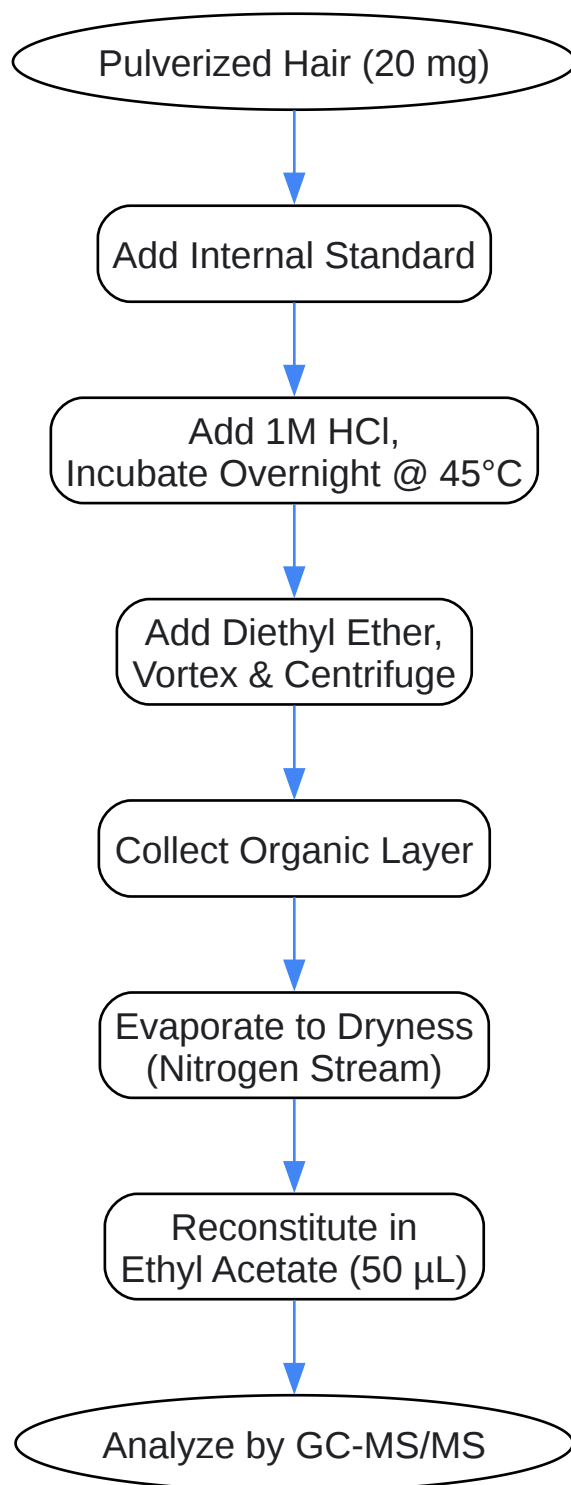 Pulverized Hair (20 mg)
Add Internal Standard
Add 1M HCl,
Incubate Overnight @ 45°C
Add Diethyl Ether,
Vortex & Centrifuge
Collect Organic Layer
Evaporate to Dryness
(Nitrogen Stream)
Reconstitute in
Ethyl Acetate (50 µL)
Analyze by GC-MS/MS